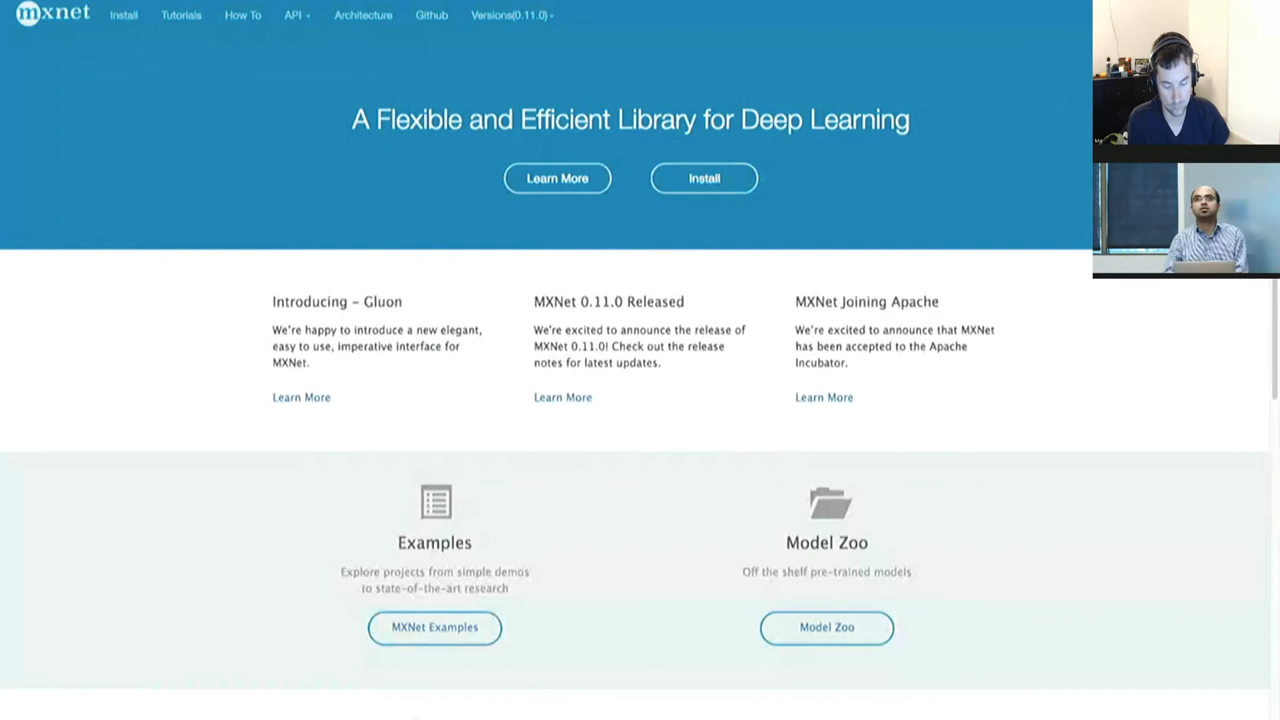 mxnet Install Tutorials How To API Architecture Github Versions(0.11.0)
A Flexible and Efficient Library for Deep Learning
Learn More Install
Introducing - Gluon
We're happy to introduce a new elegant,
easy to use, imperative interface for
MXNet.
Learn More
MXNet 0.11.0 Released
We're excited to announce the release of
MXNet 0.11.0! Check out the release
notes for latest updates.
Learn More
MXNet Joining Apache
We're excited to announce that MXNet
has been accepted to the Apache
Incubator.
Learn More
Examples
Explore projects from simple demos
to state-of-the-art research
MXNet Examples
Model Zoo
Off the shelf pre-trained models
Model Zoo